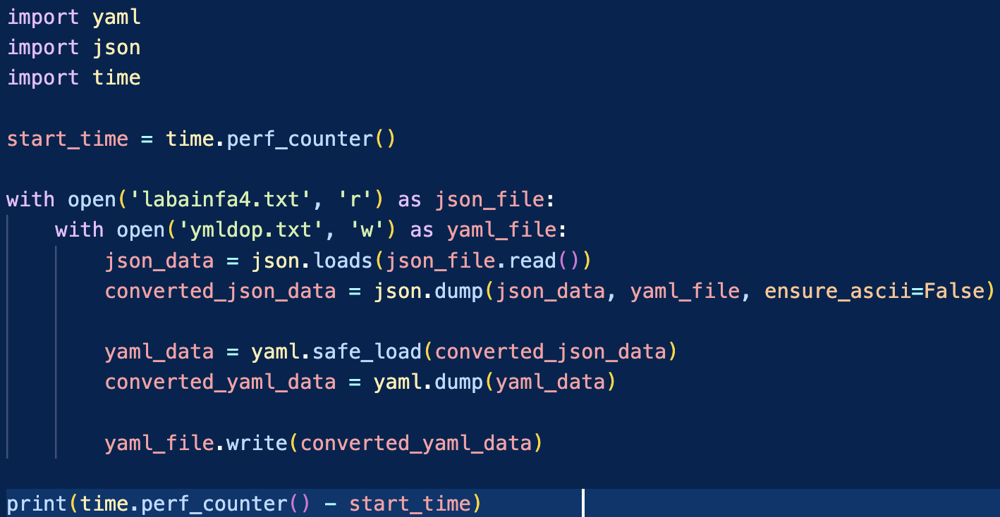 import yaml
import json
import time
start_time = time.perf_counter()
with open('labainfa4.txt', 'r') as json_file:
    with open('ymldop.txt', 'w') as yaml_file:
        json_data = json.loads(json_file.read())
        converted_json_data = json.dump(json_data, yaml_file, ensure_ascii=False)
        yaml_data = yaml.safe_load(converted_json_data)
        converted_yaml_data = yaml.dump(yaml_data)
        yaml_file.write(converted_yaml_data)
print(time.perf_counter() - start_time)